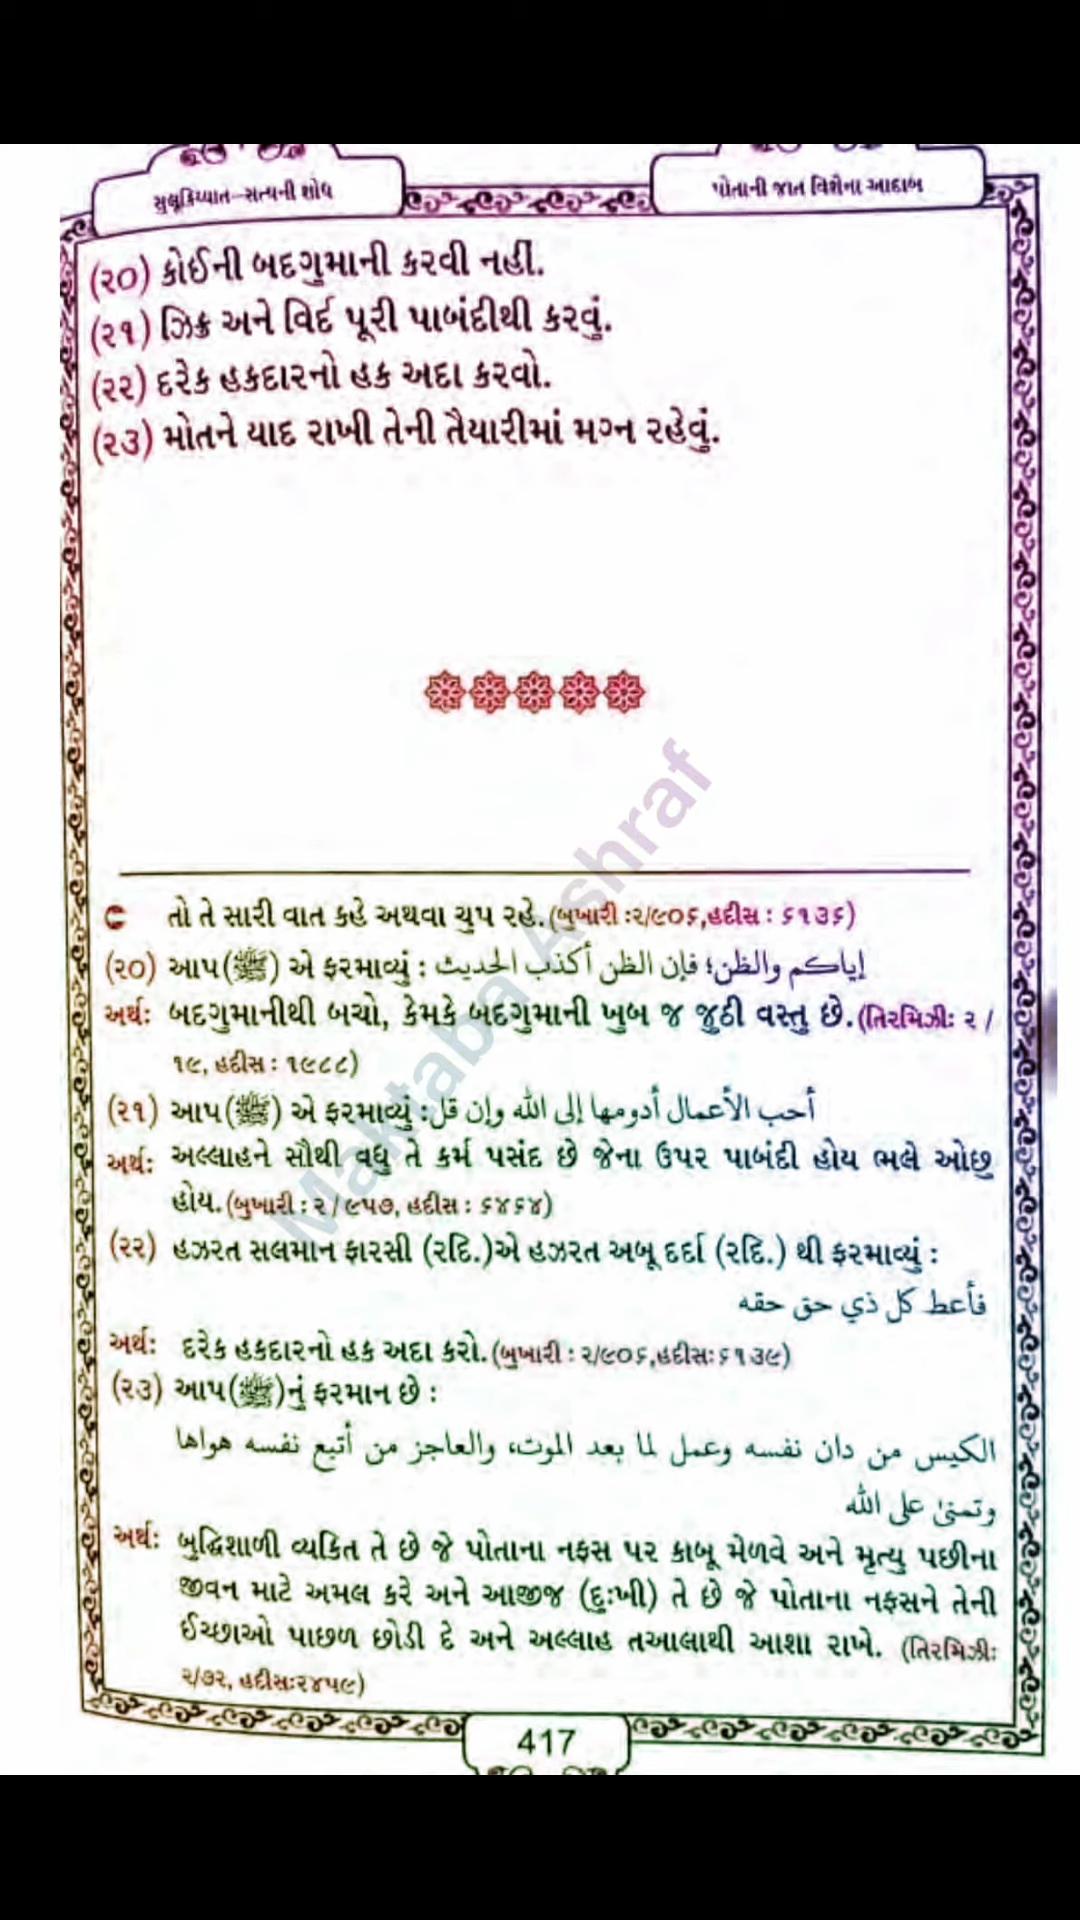 સુલૂકિય્યાત–સત્યની શોધ
પોતાની જાત વિશેના આદાબ
(૨૦) કોઈની બદગુમાની કરવી નહીં.
(૨૧) ઝિક્ર અને વિર્દ પૂરી પાબંદીથી કરવું.
(૨૨) દરેક હકદારનો હક અદા કરવો.
(૨૩) મોતને યાદ રાખી તેની તૈયારીમાં મગ્ન રહેવું.
તો તે સારી વાત કહે અથવા ચુપ રહે. (બુખારી :૨/૯૦૬,હદીસ : ૬૧૩૬)
(૨૦) આપ(ﷺ) એ ફરમાવ્યું : إياكم والظن؛ فإن الظن أكذب الحديث
અર્થ: બદગુમાનીથી બચો, કેમકે બદગુમાની ખુબ જ જુઠી વસ્તુ છે. (તિરમિઝી: ૨ /
૧૯, હદીસ : ૧૯૮૮)
(૨૧) આપ(ﷺ) એ ફરમાવ્યું : أحب الأعمال أدومها إلى الله وإن قل
અર્થ: અલ્લાહને સૌથી વધુ તે કર્મ પસંદ છે જેના ઉપર પાબંદી હોય ભલે ઓછુ
હોય. (બુખારી : ૨ / ૯૫૭, હદીસ : ૬૪૬૪)
(૨૨) હઝરત સલમાન ફારસી (રદિ.)એ હઝરત અબૂ દર્દા (રદિ.) થી ફરમાવ્યું :
فأعط كل ذي حق حقه
અર્થ: દરેક હકદારનો હક અદા કરો. (બુખારી : ૨/૯૦૬,હદીસ: ૬૧૩૯)
(૨૩) આપ(ﷺ)નું ફરમાન છે :
الكيس من دان نفسه وعمل لما بعد الموت، والعاجز من أتبع نفسه هواها
وتمنىٰ على الله
અર્થ: બુદ્ધિશાળી વ્યકિત તે છે જે પોતાના નફસ પર કાબૂ મેળવે અને મૃત્યુ પછીના
જીવન માટે અમલ કરે અને આજીજ (દુ:ખી) તે છે જે પોતાના નફસને તેની
ઈચ્છાઓ પાછળ છોડી દે અને અલ્લાહ તઆલાથી આશા રાખે. (તિરમિઝી:
૨/૭૨, હદીસ:૨૪૫૯)
417
Maktaba Ashraf